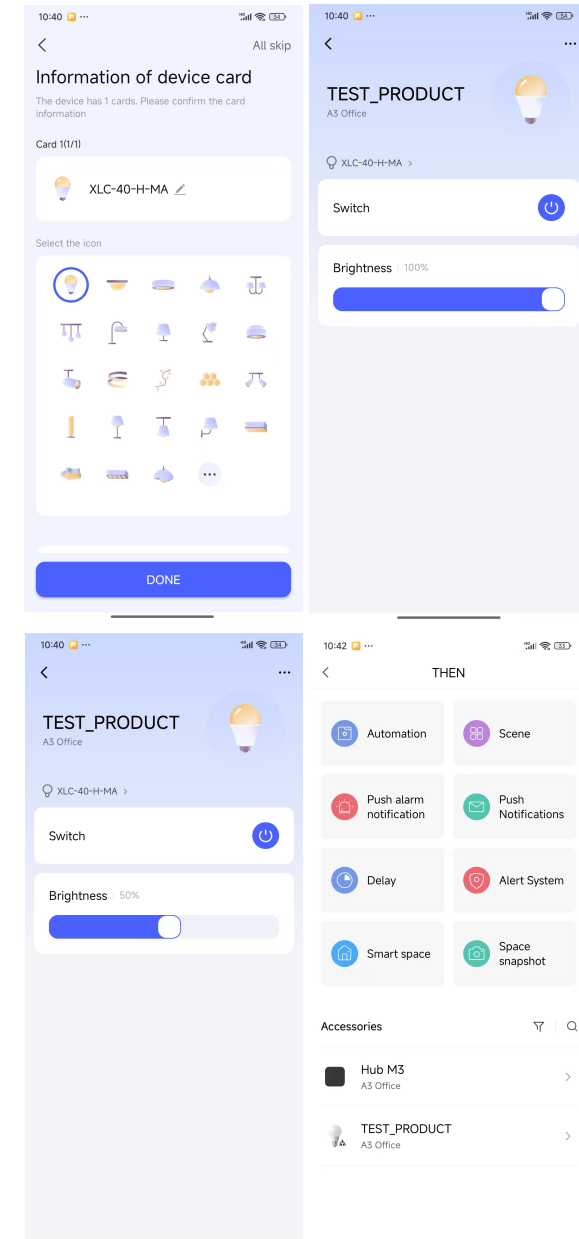 10:40
34
All skip
Information of device card
The device has 1 cards. Please confirm the card
information
Card 1(1/1)
XLC-40-H-MA
Select the icon
DONE
10:40
34
TEST_PRODUCT
A3 Office
XLC-40-H-MA
Switch
Brightness 100%
10:40
34
TEST_PRODUCT
A3 Office
XLC-40-H-MA
Switch
Brightness 50%
10:42
33
THEN
Automation
Scene
Push alarm
notification
Push
Notifications
Delay
Alert System
Smart space
Space
snapshot
Accessories
Hub M3
A3 Office
TEST_PRODUCT
A3 Office